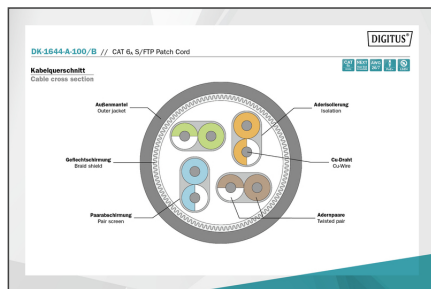 DIGITUS®
DK-1644-A-100/B // CAT 6A S/FTP Patch Cord
Kabelquerschnitt
Cable cross section
Außenmantel
Outer jacket
Aderisolierung
Isolation
Geflechtschirmung
Braid shield
Cu-Draht
Cu-Wire
Paarabschirmung
Pair screen
Adernpaare
Twisted pair